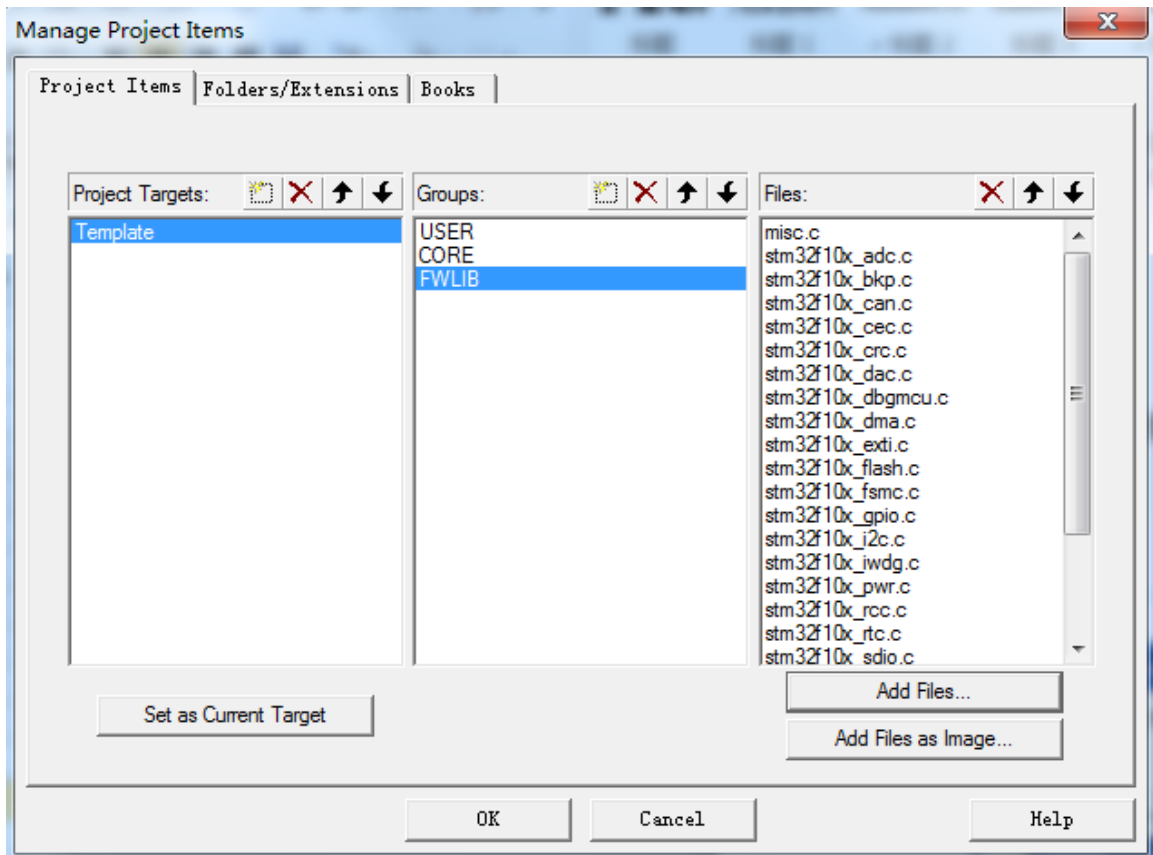 Manage Project Items
Project Items Folders/Extensions Books
Project Targets:
Template
Set as Current Target
Groups:
USER
CORE
FWLIB
Files:
misc.c
stm32f10x_adc.c
stm32f10x_bkp.c
stm32f10x_can.c
stm32f10x_cec.c
stm32f10x_crc.c
stm32f10x_dac.c
stm32f10x_dbgmcu.c
stm32f10x_dma.c
stm32f10x_exti.c
stm32f10x_flash.c
stm32f10x_fsmc.c
stm32f10x_gpio.c
stm32f10x_i2c.c
stm32f10x_iwdg.c
stm32f10x_pwr.c
stm32f10x_rcc.c
stm32f10x_rtc.c
stm32f10x_sdio.c
Add Files...
Add Files as Image...
OK Cancel Help